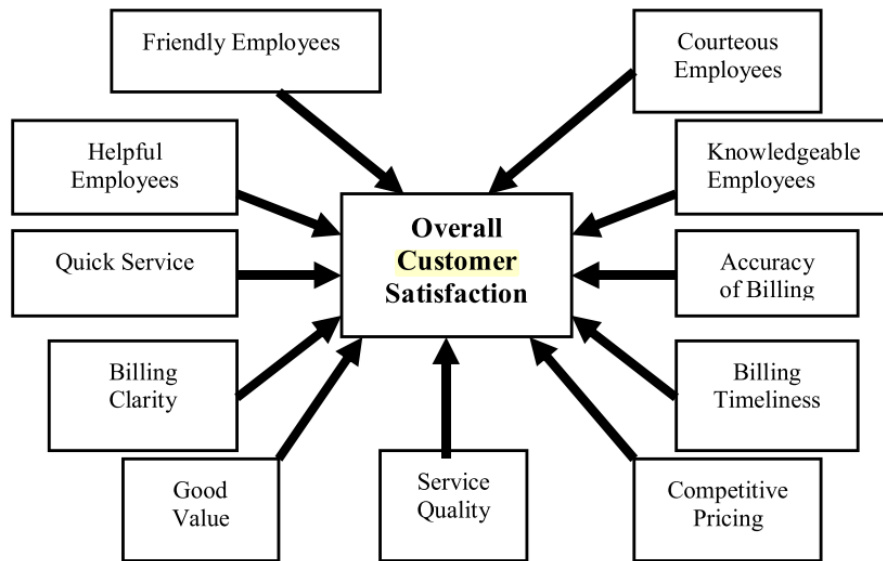 Friendly Employees
Courteous
Employees
Helpful
Employees
Knowledgeable
Employees
Overall
Customer
Satisfaction
Quick Service
Accuracy
of Billing
Billing
Clarity
Billing
Timeliness
Good
Value
Service
Quality
Competitive
Pricing